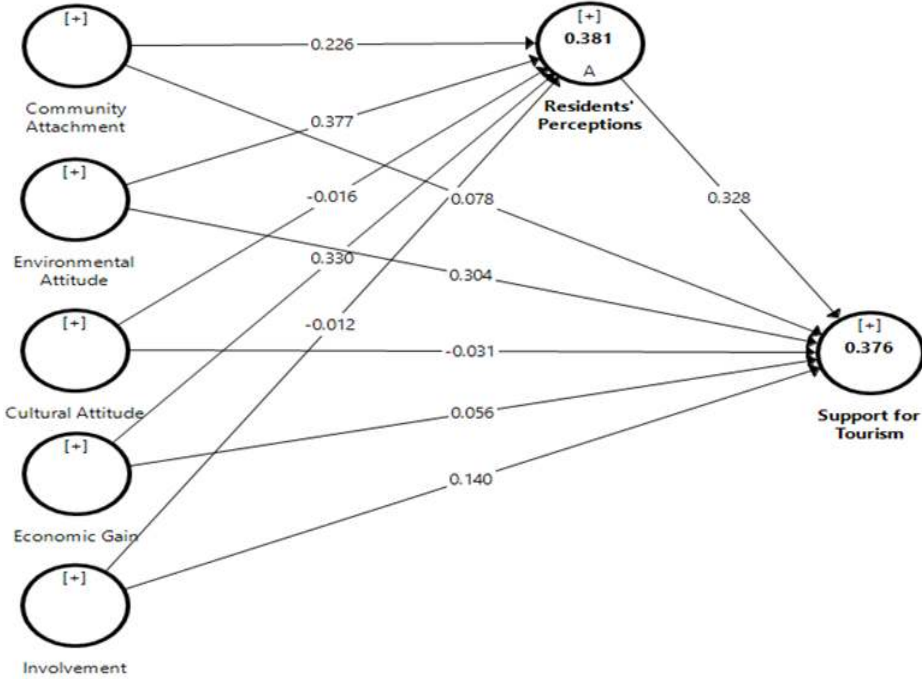 [+]
Community
Attachment
[+]
Environmental
Attitude
[+]
Cultural Attitude
[+]
Economic Gain
[+]
Involvement
0.226
0.377
-0.016
0.330
-0.012
0.078
0.304
-0.031
0.056
0.140
[+]
0.381
A
Residents'
Perceptions
0.328
[+]
0.376
Support for
Tourism